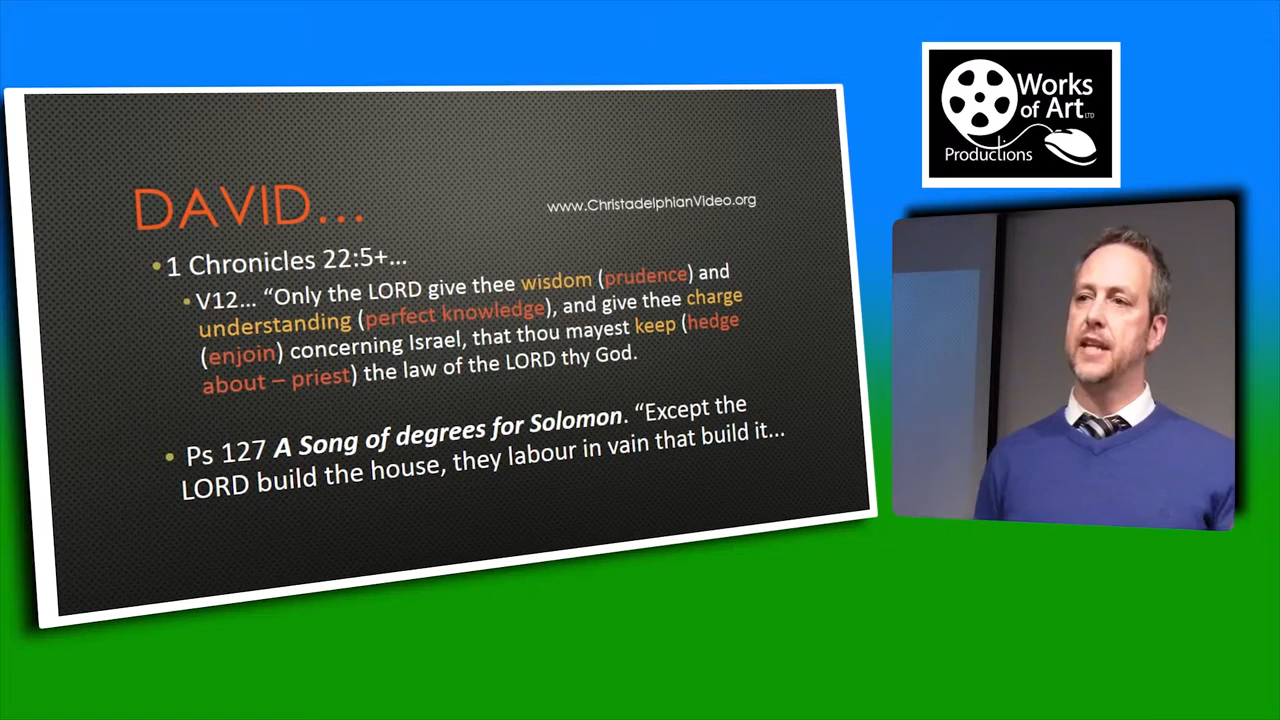 DAVID...
www.ChristadelphianVideo.org
1 Chronicles 22:5+...
V12... “Only the LORD give thee wisdom (prudence) and
understanding (perfect knowledge), and give thee charge
(enjoin) concerning Israel, that thou mayest keep (hedge
about – priest) the law of the LORD thy God.
Ps 127 A Song of degrees for Solomon. “Except the
LORD build the house, they labour in vain that build it...
Works
of Art LTD
Productions